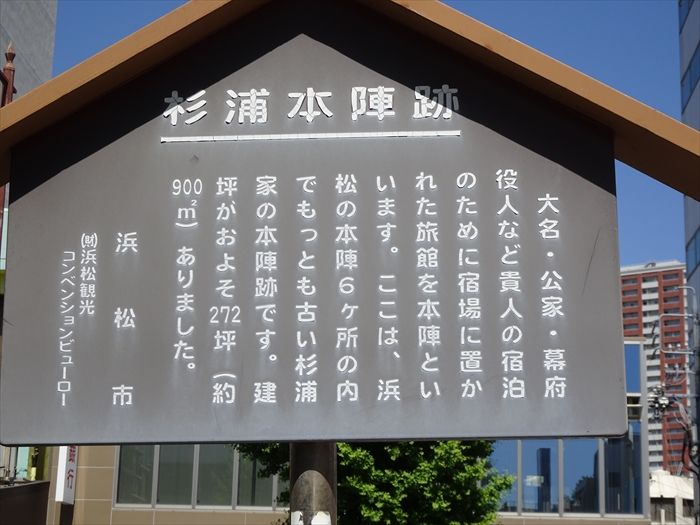 杉浦本陣跡
大名・公家・幕府
役人など貴人の宿泊
のために宿場に置か
れた旅館を本陣とい
います。ここは、浜
松の本陣6ヶ所の内
でもっとも古い杉浦
家の本陣跡です。建
坪がおよそ272坪(約
900㎡)ありました。
浜松市
㈶浜松観光
コンベンションビューロー